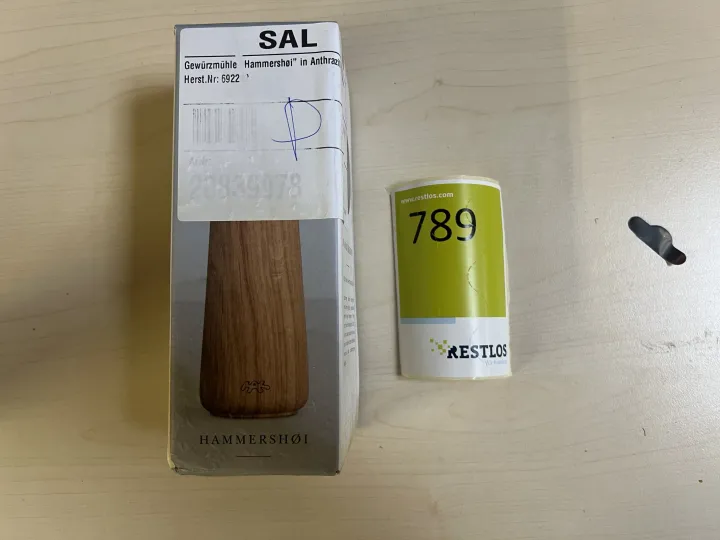 SAL
Gewürzmühle Hammershøi" in Anthrazit
Herst.Nr: 6922
HAMMERSHØI
www.restlos.com
789
RESTLOS